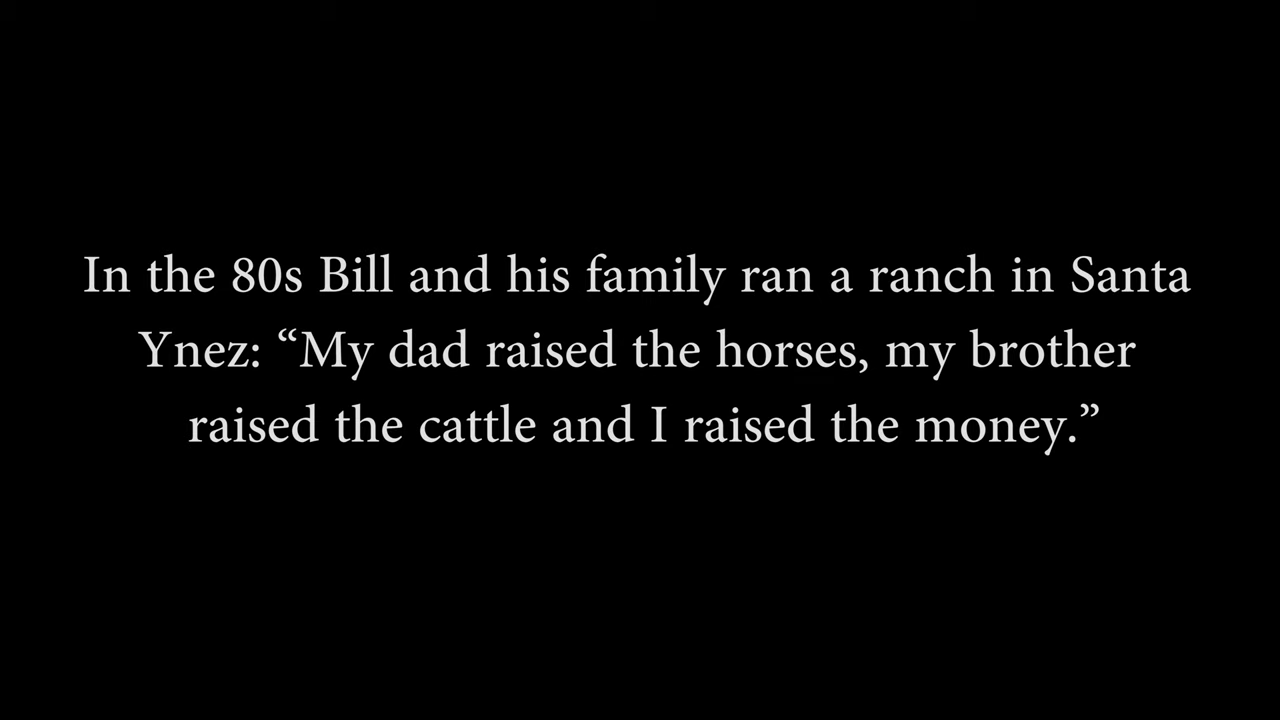 In the 80s Bill and his family ran a ranch in Santa
Ynez: “My dad raised the horses, my brother
raised the cattle and I raised the money.”